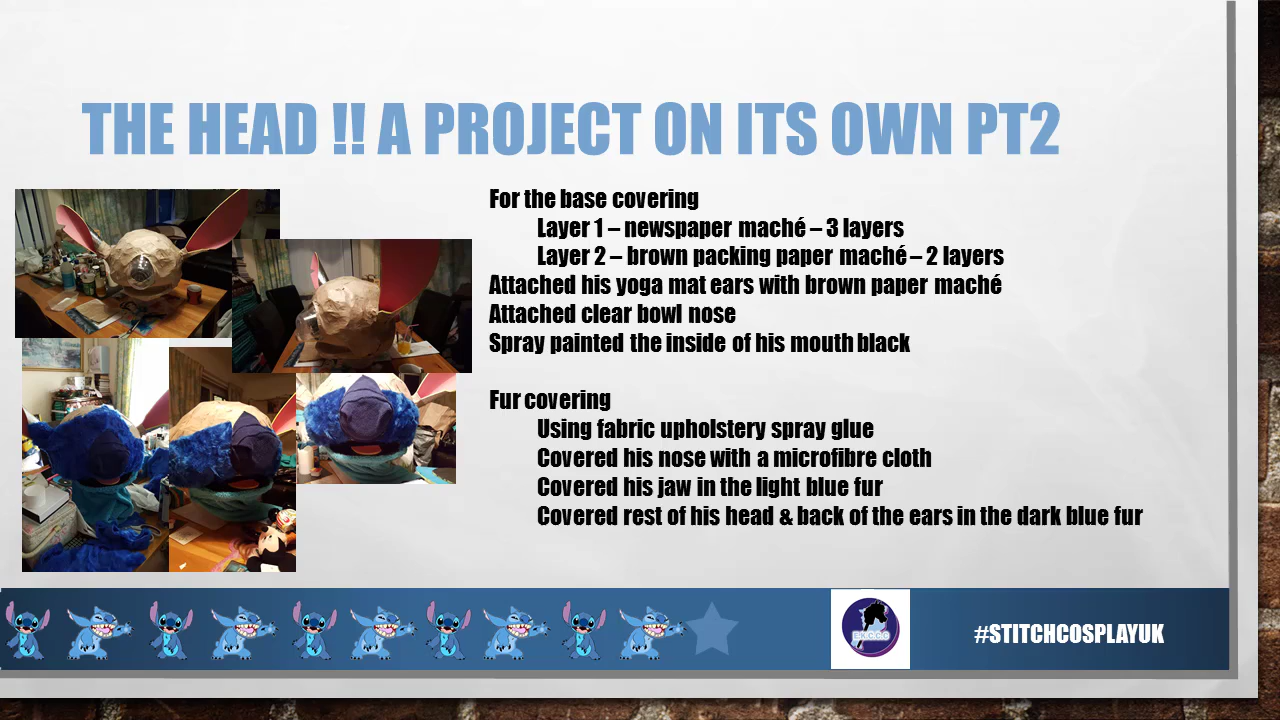 THE HEAD !! A PROJECT ON ITS OWN PT2
For the base covering
Layer 1 – newspaper maché – 3 layers
Layer 2 – brown packing paper maché – 2 layers
Attached his yoga mat ears with brown paper maché
Attached clear bowl nose
Spray painted the inside of his mouth black
Fur covering
Using fabric upholstery spray glue
Covered his nose with a microfibre cloth
Covered his jaw in the light blue fur
Covered rest of his head & back of the ears in the dark blue fur
E.K.C.C.C
#STITCHCOSPLAYUK